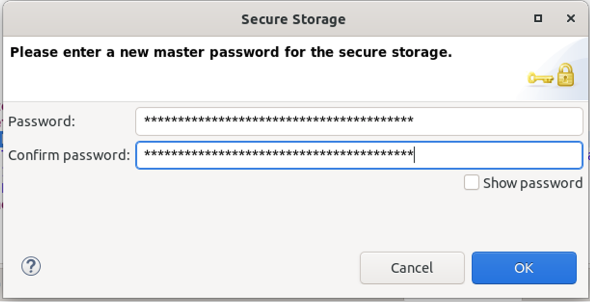 Secure Storage
Please enter a new master password for the secure storage.
Password: ****************************************
Confirm password: ****************************************
Show password
Cancel OK